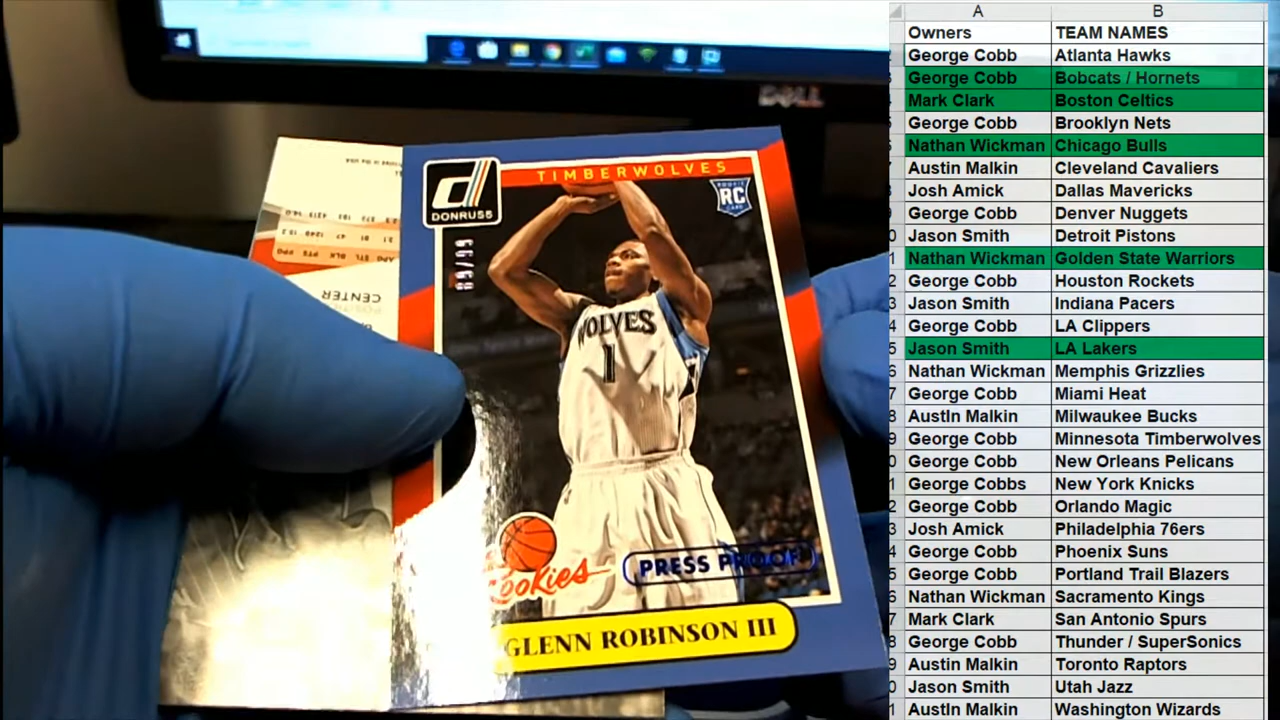 DELL
TIMBERWOLVES
DONRUSS
ROOKIE
RC
CARD
WOLVES
1
Rookies
PRESS PROOF
GLENN ROBINSON III
CENTER
A B
Owners TEAM NAMES
George Cobb Atlanta Hawks
George Cobb Bobcats / Hornets
Mark Clark Boston Celtics
George Cobb Brooklyn Nets
Nathan Wickman Chicago Bulls
Austin Malkin Cleveland Cavaliers
Josh Amick Dallas Mavericks
George Cobb Denver Nuggets
Jason Smith Detroit Pistons
Nathan Wickman Golden State Warriors
George Cobb Houston Rockets
Jason Smith Indiana Pacers
George Cobb LA Clippers
Jason Smith LA Lakers
Nathan Wickman Memphis Grizzlies
George Cobb Miami Heat
AustIn Malkin Milwaukee Bucks
George Cobb Minnesota Timberwolves
George Cobb New Orleans Pelicans
George Cobbs New York Knicks
George Cobb Orlando Magic
Josh Amick Philadelphia 76ers
George Cobb Phoenix Suns
George Cobb Portland Trail Blazers
Nathan Wickman Sacramento Kings
Mark Clark San Antonio Spurs
George Cobb Thunder / SuperSonics
Austin Malkin Toronto Raptors
Jason Smith Utah Jazz
AustIn Malkin Washington Wizards